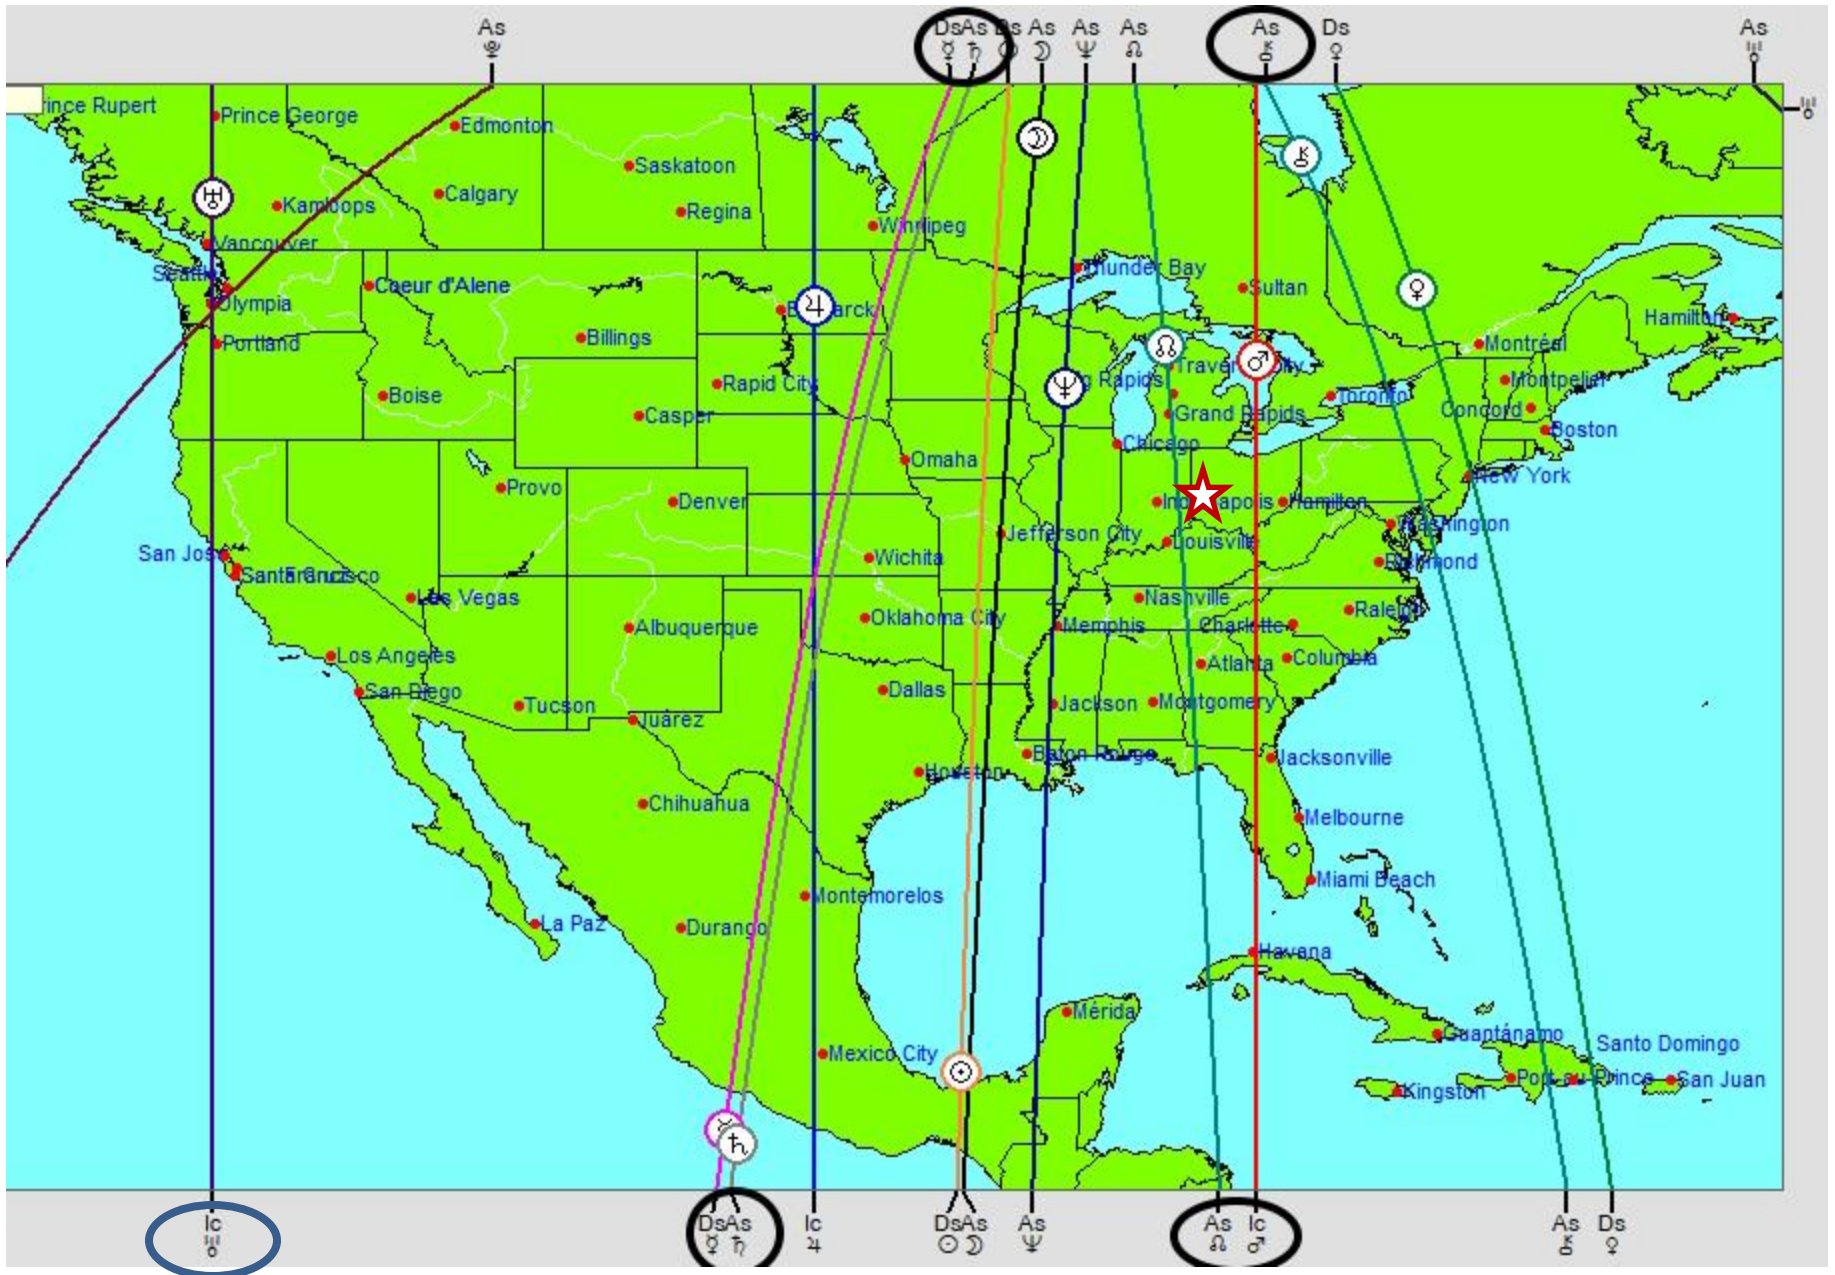 As
Ds As Ds As As As
As Ds
As
rince Rupert
Prince George
Edmonton
Saskatoon
Calgary
Kamloops
Regina
Winnipeg
Vancouver
Seattle
Thunder Bay
Coeur d'Alene
Sultan
Olympia
Hamilton
Portland
Billings
Montréal
Rapid City
Montpelier
Boise
g Rapids
Toronto
Casper
Grand Rapids
Concord
Boston
Chicago
Omaha
New York
Provo
Denver
Hamilton
Washington
Jefferson City
Louisville
San Jos
Wichita
Richmond
Las Vegas
Nashville
Raleigh
Oklahoma City
Albuquerque
Memphis
Charlotte
Los Angeles
Atlanta
Columbia
San Diego
Dallas
Tucson
Jackson
Montgomery
Juárez
Baton Rouge
Jacksonville
Houston
Chihuahua
Melbourne
Miami Beach
Montemorelos
La Paz
Durango
Havana
Mérida
Guantánamo
Santo Domingo
Mexico City
Port-au-Prince
San Juan
Kingston
Ic
Ds As
Ic
Ds As
As
As Ic
As Ds